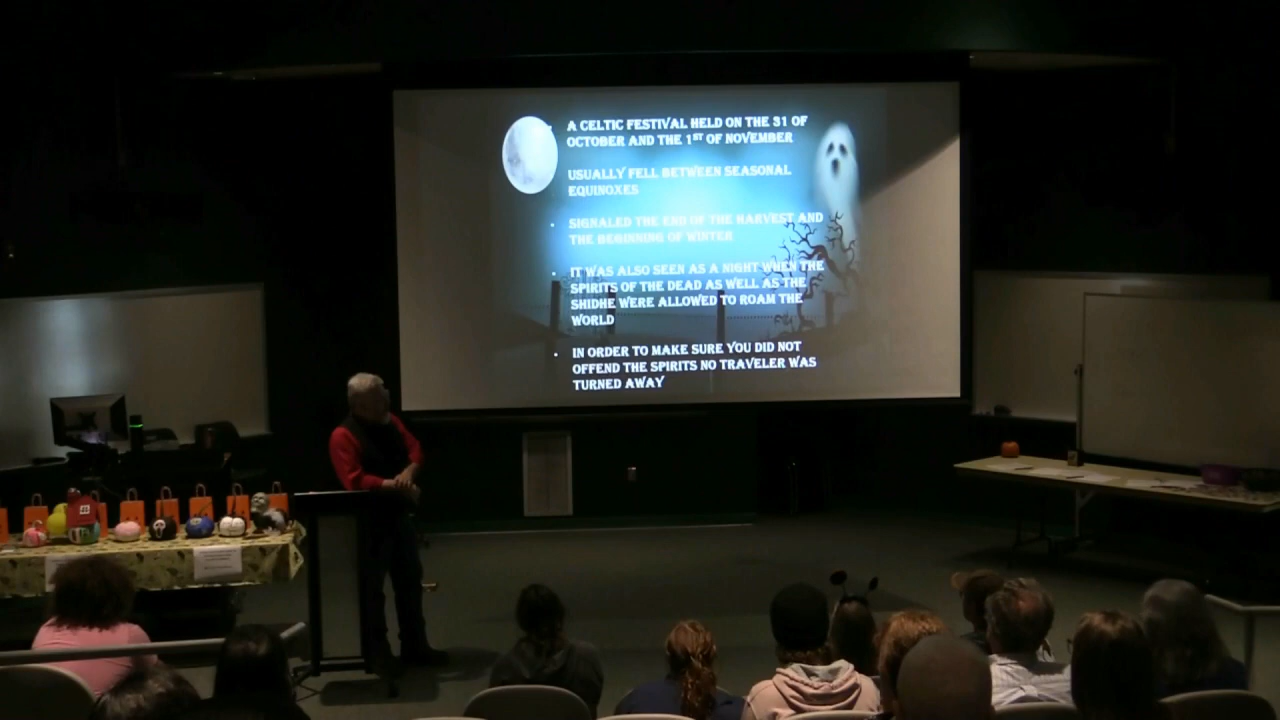 A CELTIC FESTIVAL HELD ON THE 31 OF
OCTOBER AND THE 1ST OF NOVEMBER
USUALLY FELL BETWEEN SEASONAL
EQUINOXES
• SIGNALED THE END OF THE HARVEST AND
THE BEGINNING OF WINTER
• IT WAS ALSO SEEN AS A NIGHT WHEN THE
SPIRITS OF THE DEAD AS WELL AS THE
SHIDHE WERE ALLOWED TO ROAM THE
WORLD
• IN ORDER TO MAKE SURE YOU DID NOT
OFFEND THE SPIRITS NO TRAVELER WAS
TURNED AWAY